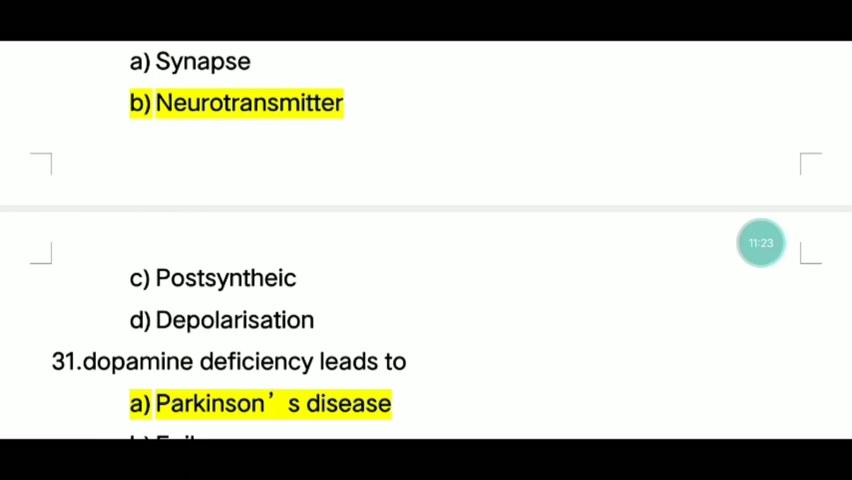 a) Synapse
b) Neurotransmitter
11:23
c) Postsyntheic
d) Depolarisation
31.dopamine deficiency leads to
a) Parkinson’ s disease